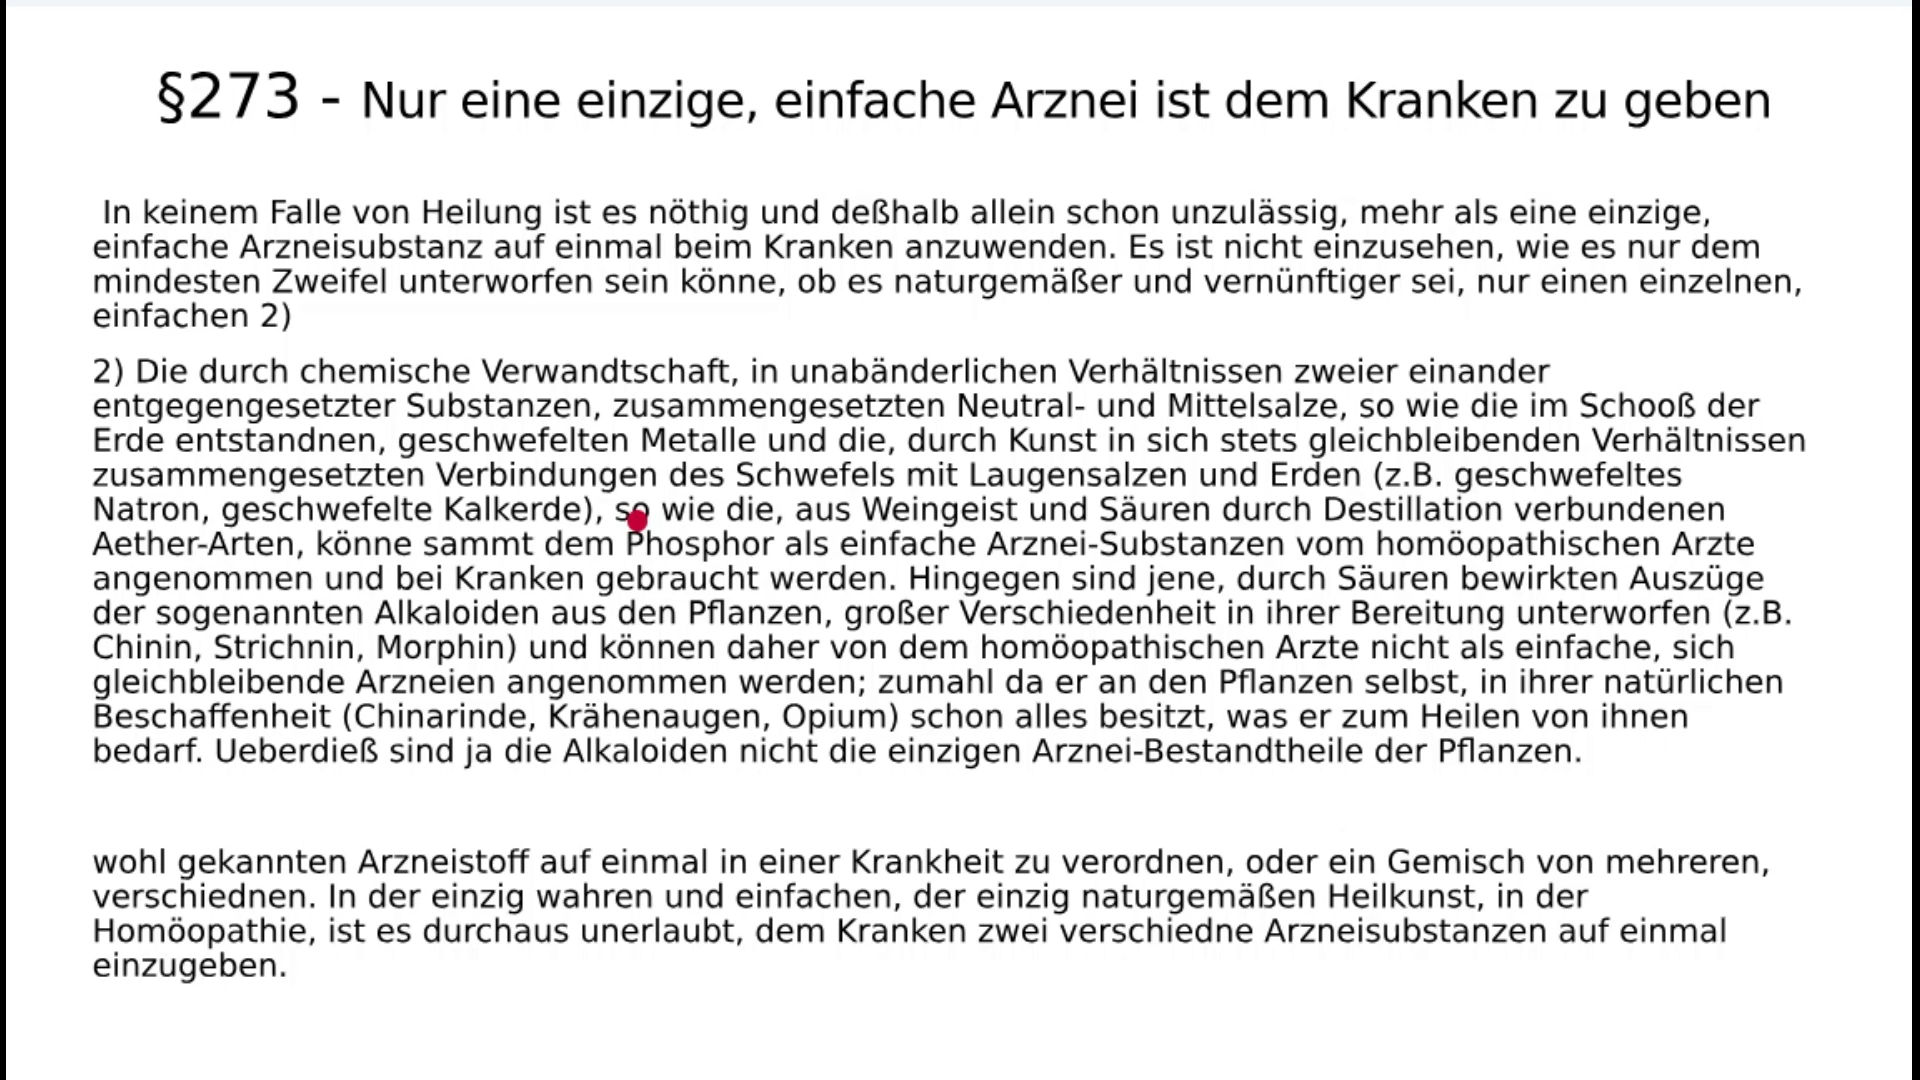 §273 - Nur eine einzige, einfache Arznei ist dem Kranken zu geben
In keinem Falle von Heilung ist es nöthig und deßhalb allein schon unzulässig, mehr als eine einzige,
einfache Arzneisubstanz auf einmal beim Kranken anzuwenden. Es ist nicht einzusehen, wie es nur dem
mindesten Zweifel unterworfen sein könne, ob es naturgemäßer und vernünftiger sei, nur einen einzelnen,
einfachen 2)
2) Die durch chemische Verwandtschaft, in unabänderlichen Verhältnissen zweier einander
entgegengesetzter Substanzen, zusammengesetzten Neutral- und Mittelsalze, so wie die im Schooß der
Erde entstandnen, geschwefelten Metalle und die, durch Kunst in sich stets gleichbleibenden Verhältnissen
zusammengesetzten Verbindungen des Schwefels mit Laugensalzen und Erden (z.B. geschwefeltes
Natron, geschwefelte Kalkerde), so wie die, aus Weingeist und Säuren durch Destillation verbundenen
Aether-Arten, könne sammt dem Phosphor als einfache Arznei-Substanzen vom homöopathischen Arzte
angenommen und bei Kranken gebraucht werden. Hingegen sind jene, durch Säuren bewirkten Auszüge
der sogenannten Alkaloiden aus den Pflanzen, großer Verschiedenheit in ihrer Bereitung unterworfen (z.B.
Chinin, Strichnin, Morphin) und können daher von dem homöopathischen Arzte nicht als einfache, sich
gleichbleibende Arzneien angenommen werden; zumahl da er an den Pflanzen selbst, in ihrer natürlichen
Beschaffenheit (Chinarinde, Krähenaugen, Opium) schon alles besitzt, was er zum Heilen von ihnen
bedarf. Ueberdieß sind ja die Alkaloiden nicht die einzigen Arznei-Bestandtheile der Pflanzen.
wohl gekannten Arzneistoff auf einmal in einer Krankheit zu verordnen, oder ein Gemisch von mehreren,
verschiednen. In der einzig wahren und einfachen, der einzig naturgemäßen Heilkunst, in der
Homöopathie, ist es durchaus unerlaubt, dem Kranken zwei verschiedne Arzneisubstanzen auf einmal
einzugeben.